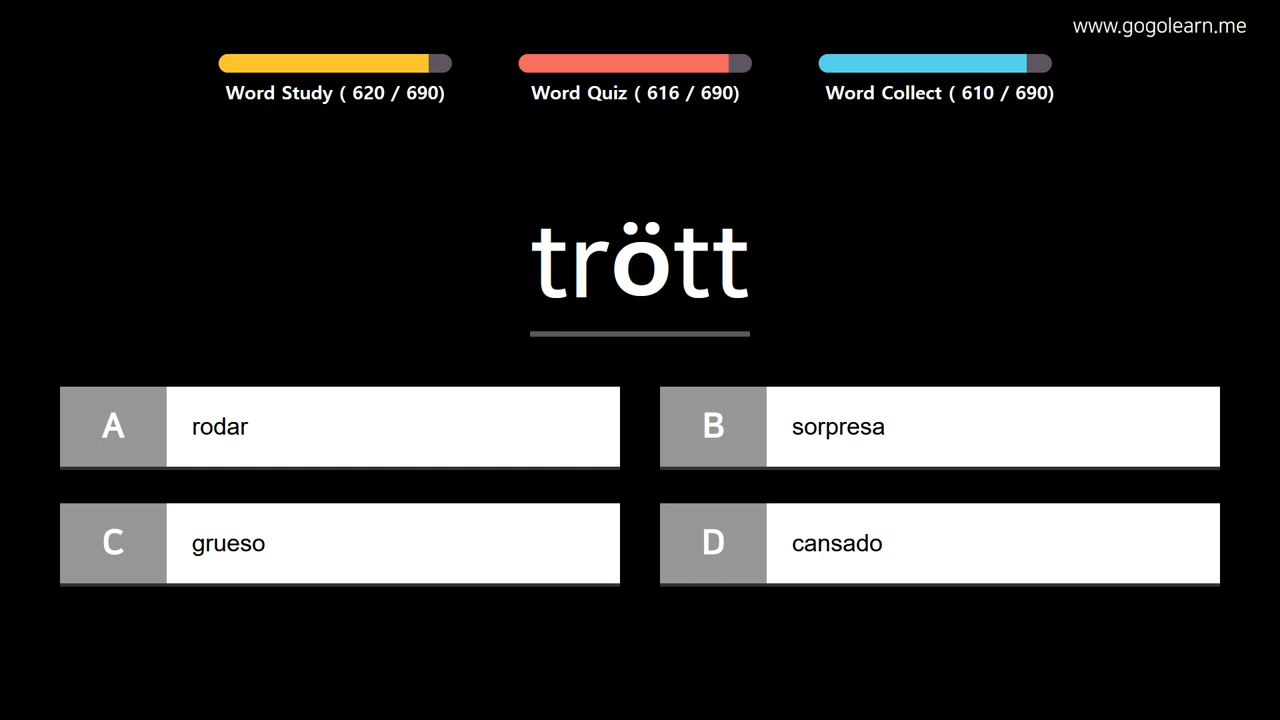 www.gogolearn.me
Word Study ( 620 / 690)
Word Quiz ( 616 / 690)
Word Collect ( 610 / 690)
trött
A rodar
B sorpresa
C grueso
D cansado